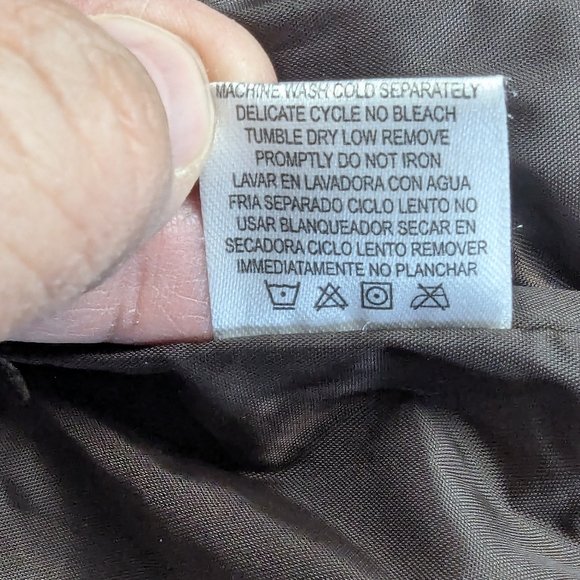 MACHINE WASH COLD SEPARATELY
DELICATE CYCLE NO BLEACH
TUMBLE DRY LOW REMOVE
PROMPTLY DO NOT IRON
LAVAR EN LAVADORA CON AGUA
FRIA SEPARADO CICLO LENTO NO
USAR BLANQUEADOR SECAR EN
SECADORA CICLO LENTO REMOVER
IMMEDIATAMENTE NO PLANCHAR